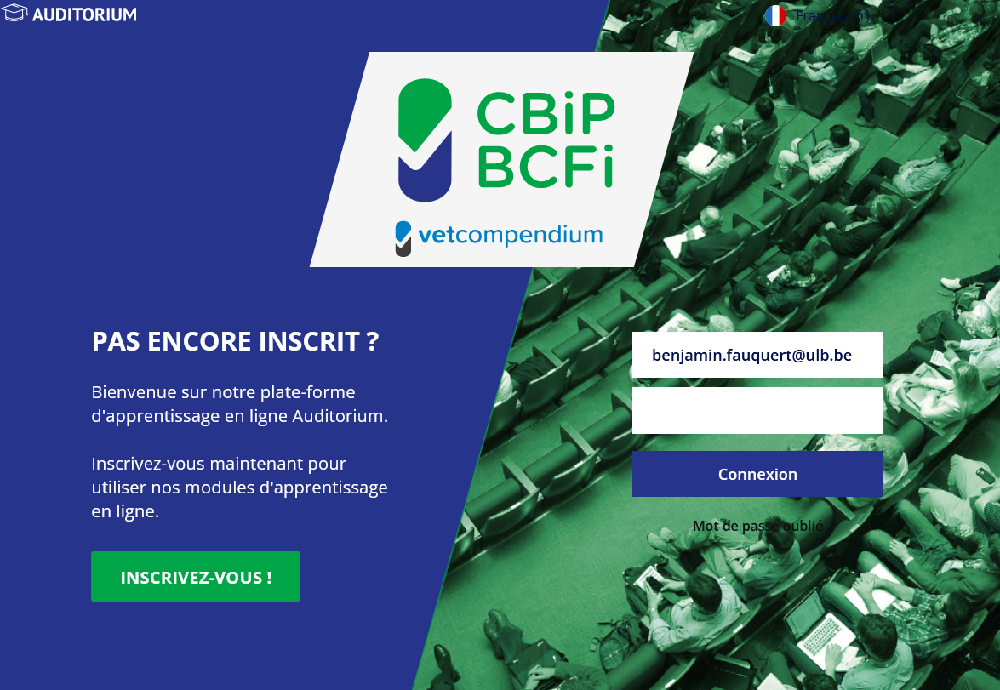 AUDITORIUM
Français (fr)
CBiP
BCFi
vetcompendium
PAS ENCORE INSCRIT ?
Bienvenue sur notre plate-forme
d'apprentissage en ligne Auditorium.
Inscrivez-vous maintenant pour
utiliser nos modules d'apprentissage
en ligne.
INSCRIVEZ-VOUS !
benjamin.fauquert@ulb.be
Connexion
Mot de passe oublié